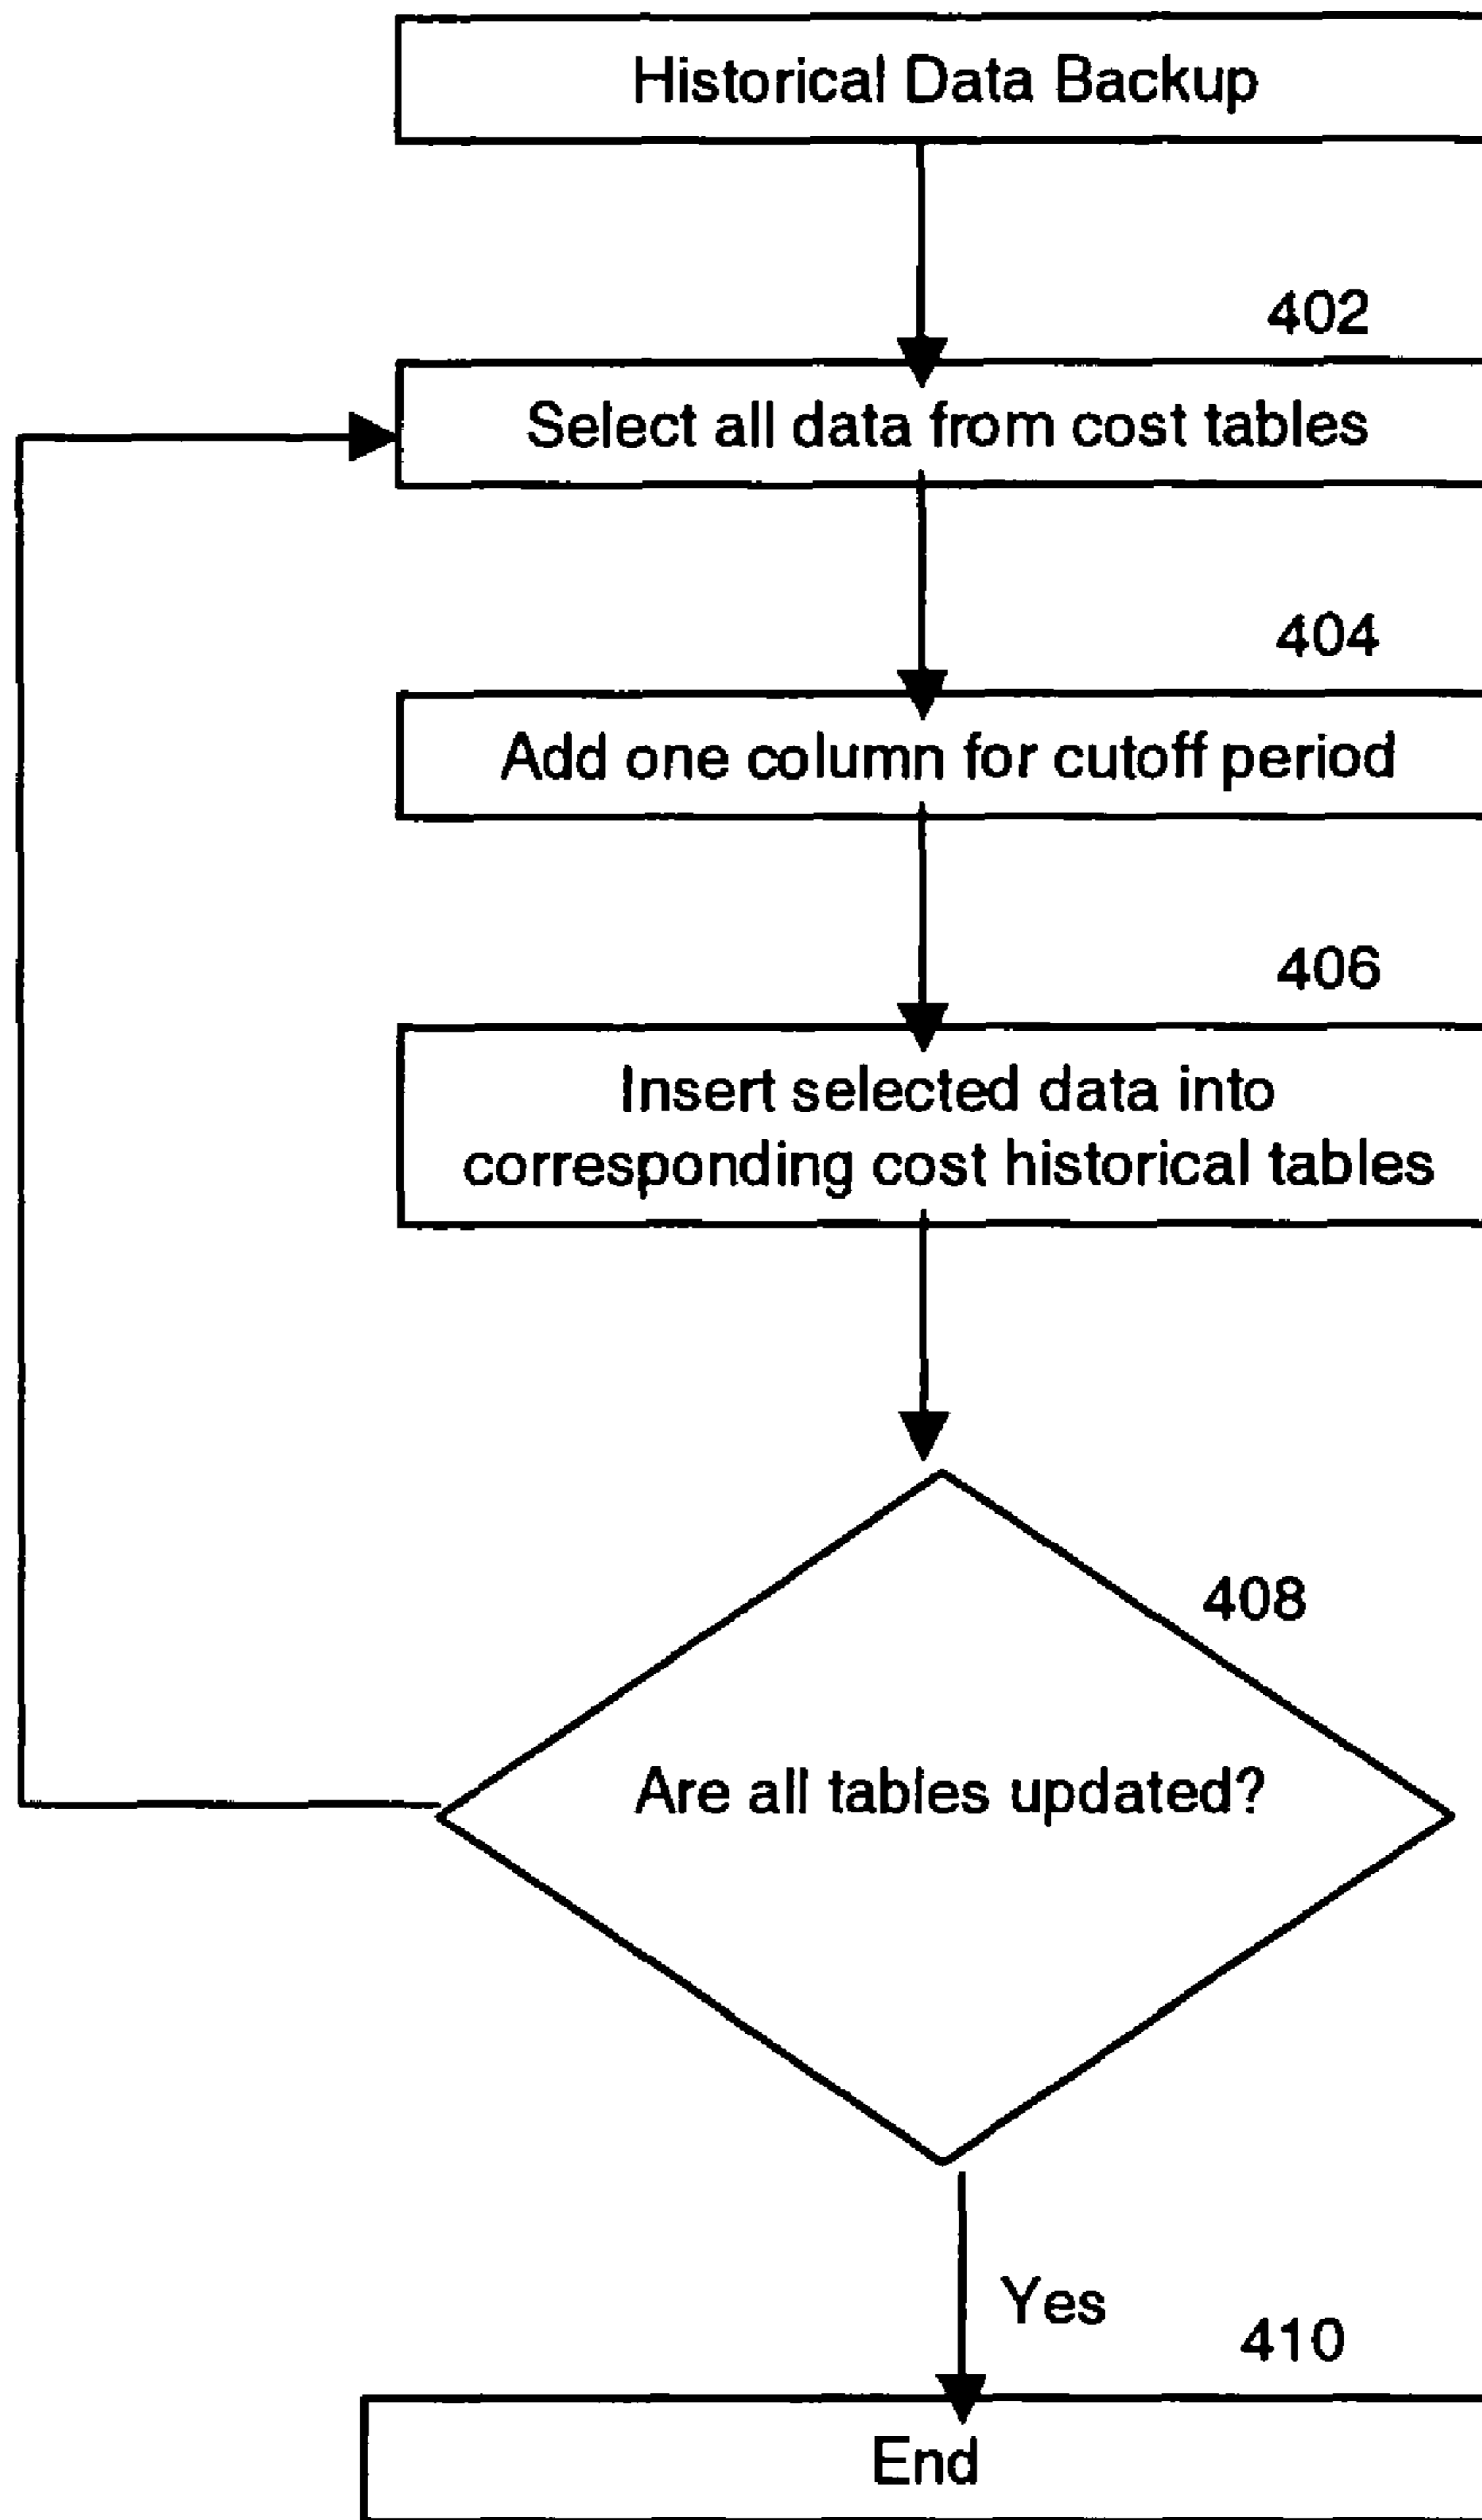 Historical Data Backup
402
Select all data from cost tables
404
Add one column for cutoff period
406
Insert selected data into
corresponding cost historical tables
408
Are all tables updated?
Yes
410
End